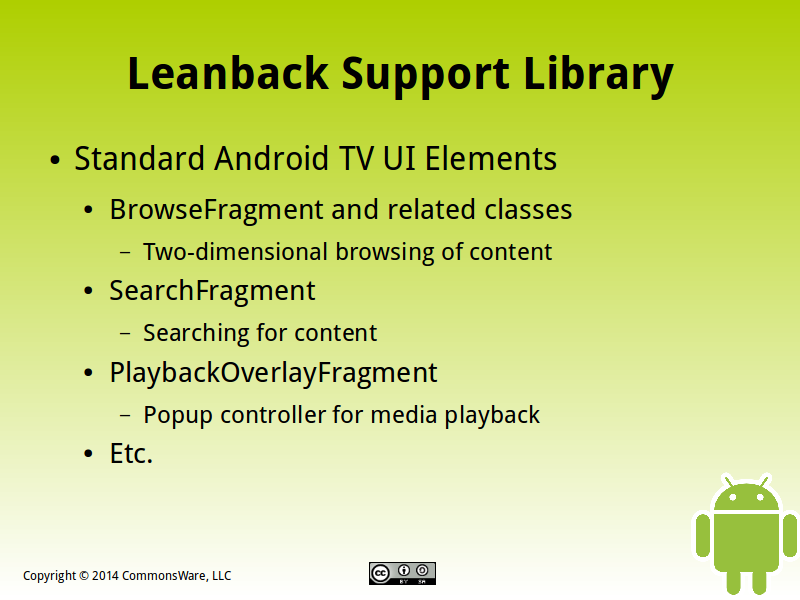 Leanback Support Library
• Standard Android TV UI Elements
• BrowseFragment and related classes
– Two-dimensional browsing of content
• SearchFragment
– Searching for content
• PlaybackOverlayFragment
– Popup controller for media playback
• Etc.
Copyright © 2014 CommonsWare, LLC
cc BY SA